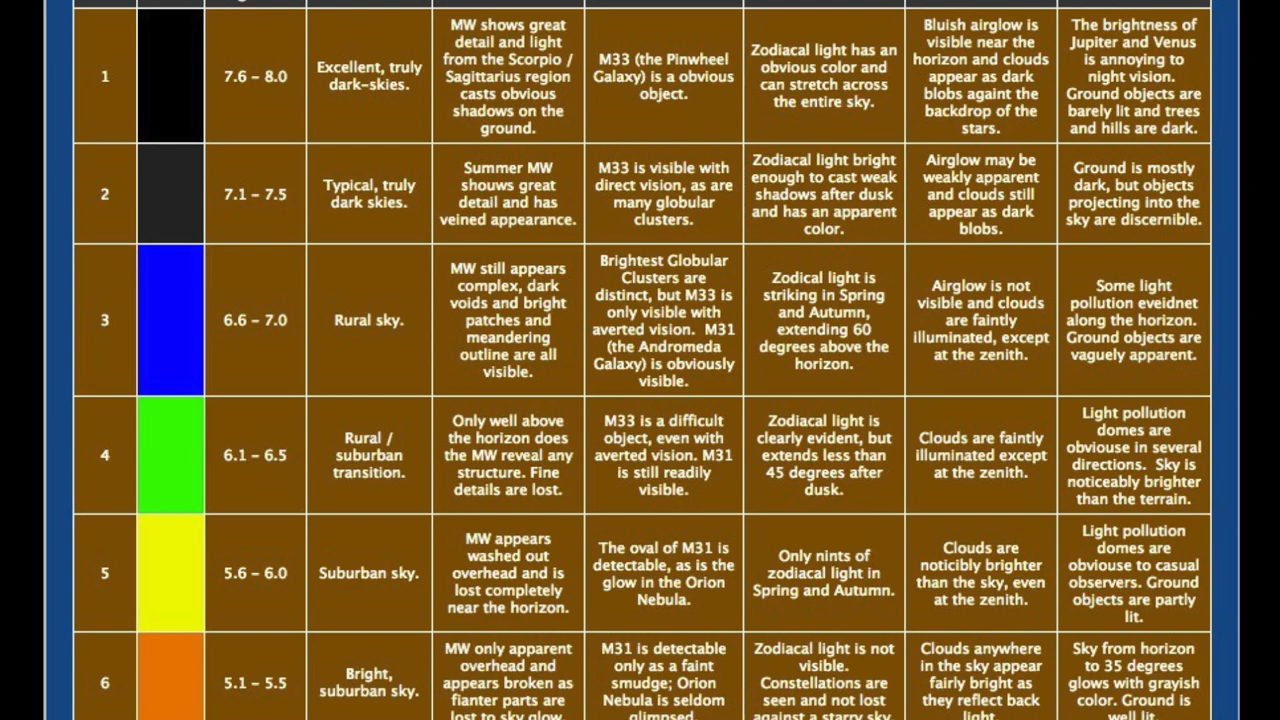 1
7.6 – 8.0
Excellent, truly
dark–skies.
MW shows great
detail and light
from the Scorpio /
Sagittarius region
casts obvious
shadows on the
ground.
M33 (the Pinwheel
Galaxy) is a obvious
object.
Zodiacal light has an
obvious color and
can stretch across
the entire sky.
Bluish airglow is
visible near the
horizon and clouds
appear as dark
blobs againt the
backdrop of the
stars.
The brightness of
Jupiter and Venus
is annoying to
night vision.
Ground objects are
barely lit and trees
and hills are dark.
2
7.1 – 7.5
Typical, truly
dark skies.
Summer MW
shouws great
detail and has
veined appearance.
M33 is visible with
direct vision, as are
many globular
clusters.
Zodiacal light bright
enough to cast weak
shadows after dusk
and has an apparent
color.
Airglow may be
weakly apparent
and clouds still
appear as dark
blobs.
Ground is mostly
dark, but objects
projecting into the
sky are discernible.
3
6.6 – 7.0
Rural sky.
MW still appears
complex, dark
voids and bright
patches and
meandering
outline are all
visible.
Brightest Globular
Clusters are
distinct, but M33 is
only visible with
averted vision. M31
(the Andromeda
Galaxy) is obviously
visible.
Zodical light is
striking in Spring
and Autumn,
extending 60
degrees above the
horizon.
Airglow is not
visible and clouds
are faintly
illuminated, except
at the zenith.
Some light
pollution eveidnet
along the horizon.
Ground objects are
vaguely apparent.
4
6.1 – 6.5
Rural /
suburban
transition.
Only well above
the horizon does
the MW reveal any
structure. Fine
details are lost.
M33 is a difficult
object, even with
averted vision. M31
is still readily
visible.
Zodiacal light is
clearly evident, but
extends less than
45 degrees after
dusk.
Clouds are faintly
illuminated except
at the zenith.
Light pollution
domes are
obviouse in several
directions. Sky is
noticeably brighter
than the terrain.
5
5.6 – 6.0
Suburban sky.
MW appears
washed out
overhead and is
lost completely
near the horizon.
The oval of M31 is
detectable, as is the
glow in the Orion
Nebula.
Only nints of
zodiacal light in
Spring and Autumn.
Clouds are
noticibly brighter
than the sky, even
at the zenith.
Light pollution
domes are
obviouse to casual
observers. Ground
objects are partly
lit.
6
5.1 – 5.5
Bright,
suburban sky.
MW only apparent
overhead and
appears broken as
fianter parts are
lost to sky glow.
M31 is detectable
only as a faint
smudge; Orion
Nebula is seldom
glimpsed.
Zodiacal light is not
visible.
Constellations are
seen and not lost
against a starry sky.
Clouds anywhere
in the sky appear
fairly bright as
they reflect back
light.
Sky from horizon
to 35 degrees
glows with grayish
color. Ground is
well lit.